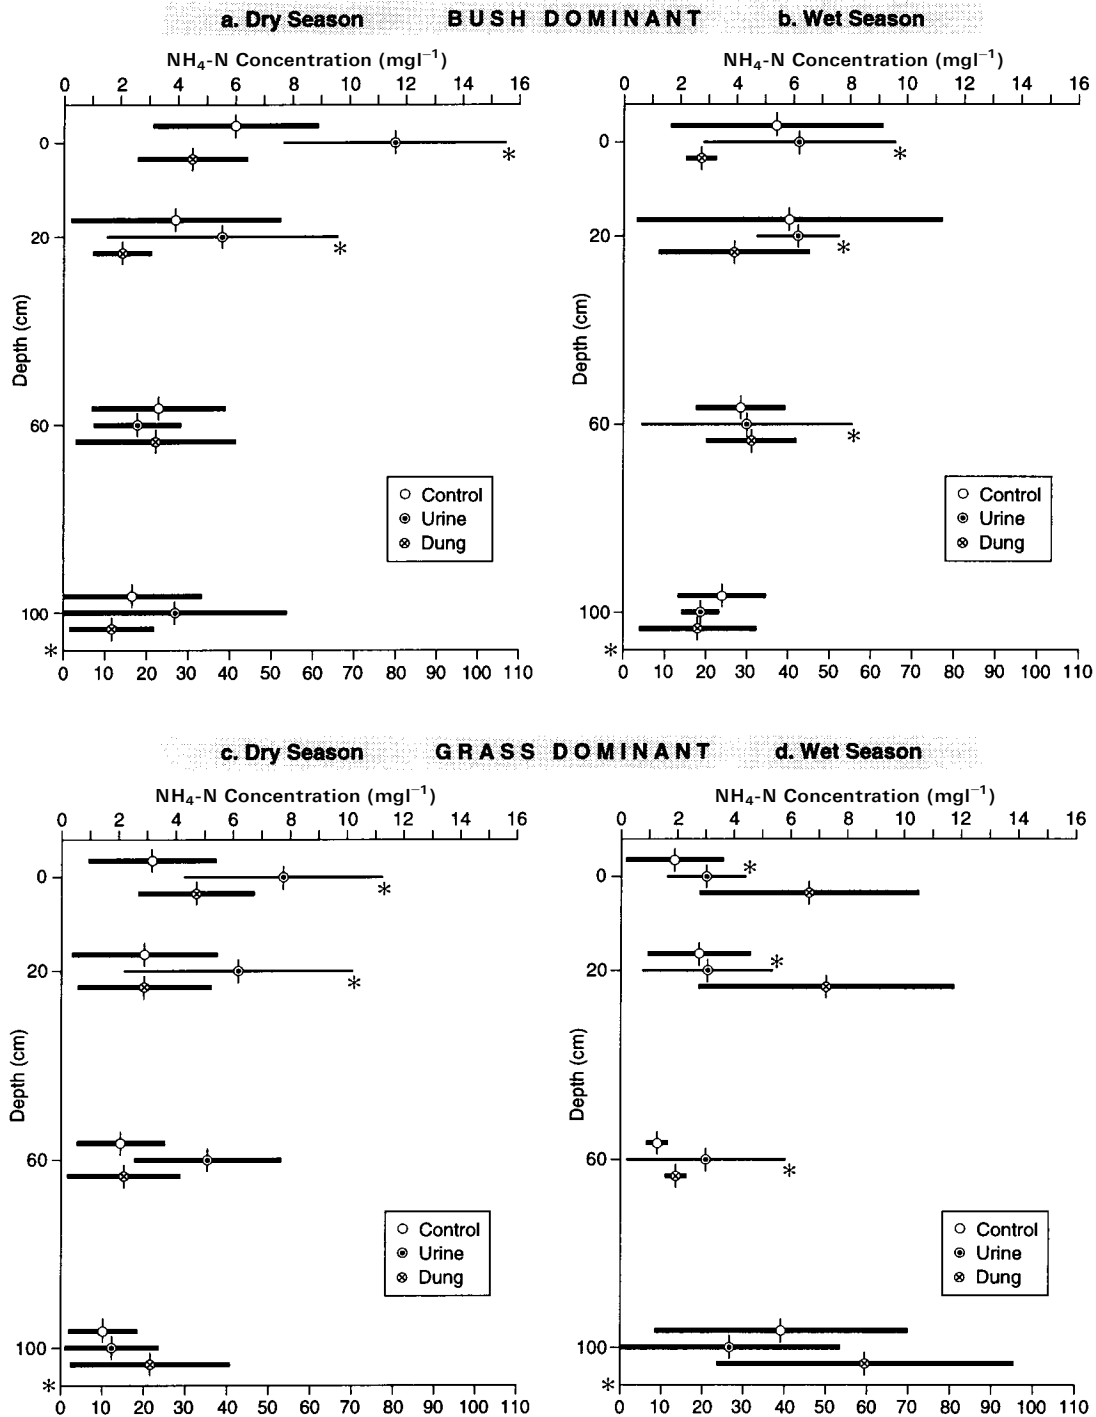 a. Dry Season BUSH DOMINANT b. Wet Season
NH₄-N Concentration (mgl⁻¹) NH₄-N Concentration (mgl⁻¹)
0 2 4 6 8 10 12 14 16 0 2 4 6 8 10 12 14 16
0 * 0 *
20 * 20 *
Depth (cm) Depth (cm)
60 60 *
Control Control
Urine Urine
Dung Dung
100 100
* *
0 10 20 30 40 50 60 70 80 90 100 110 0 10 20 30 40 50 60 70 80 90 100 110
c. Dry Season GRASS DOMINANT d. Wet Season
NH₄-N Concentration (mgl⁻¹) NH₄-N Concentration (mgl⁻¹)
0 2 4 6 8 10 12 14 16 0 2 4 6 8 10 12 14 16
0 * 0 *
20 * 20 *
Depth (cm) Depth (cm)
60 60 *
Control Control
Urine Urine
Dung Dung
100 100
* *
0 10 20 30 40 50 60 70 80 90 100 110 0 10 20 30 40 50 60 70 80 90 100 110